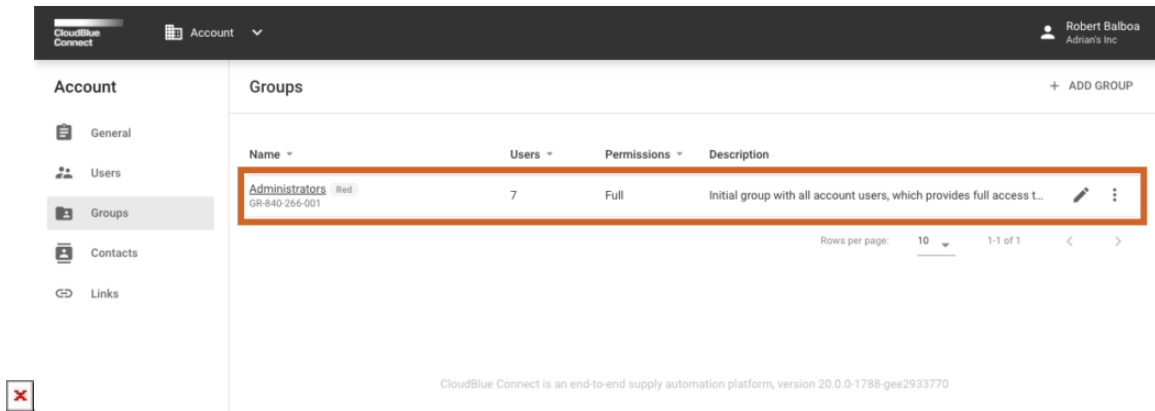 CloudBlue
Connect
Account
Robert Balboa
Adrian's Inc
Account
General
Users
Groups
Contacts
Links
Groups
+ ADD GROUP
Name Users Permissions Description
Administrators Red 7 Full Initial group with all account users, which provides full access t...
GR-840-266-001
Rows per page: 10 1-1 of 1
CloudBlue Connect is an end-to-end supply automation platform, version 20.0.0-1788-gee2933770